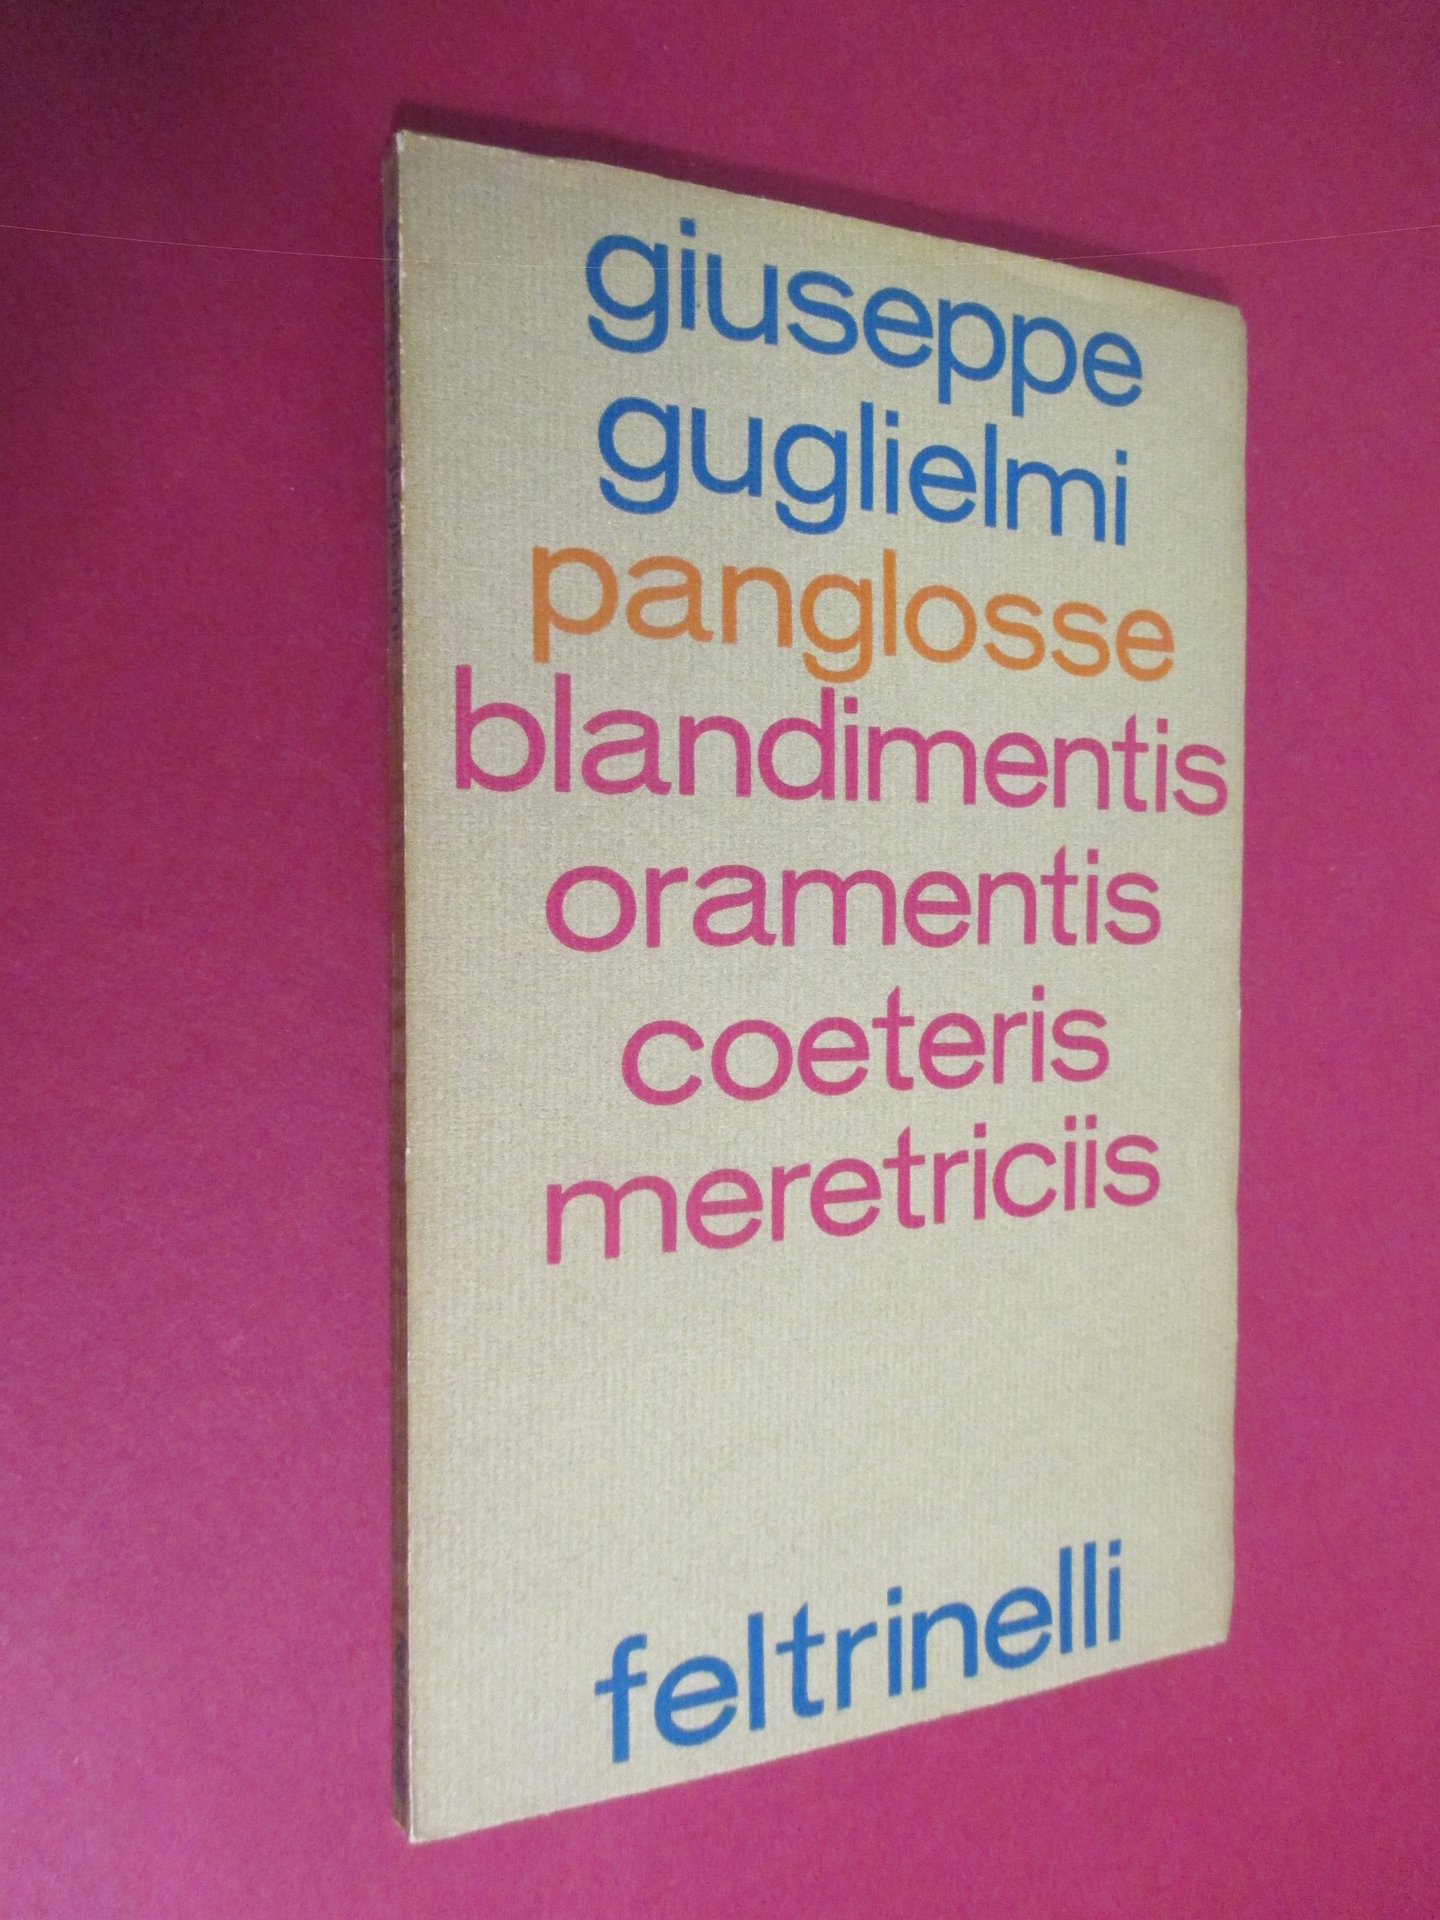 giuseppe
guglielmi
panglosse
blandimentis
oramentis
coeteris
meretriciis
feltrinelli